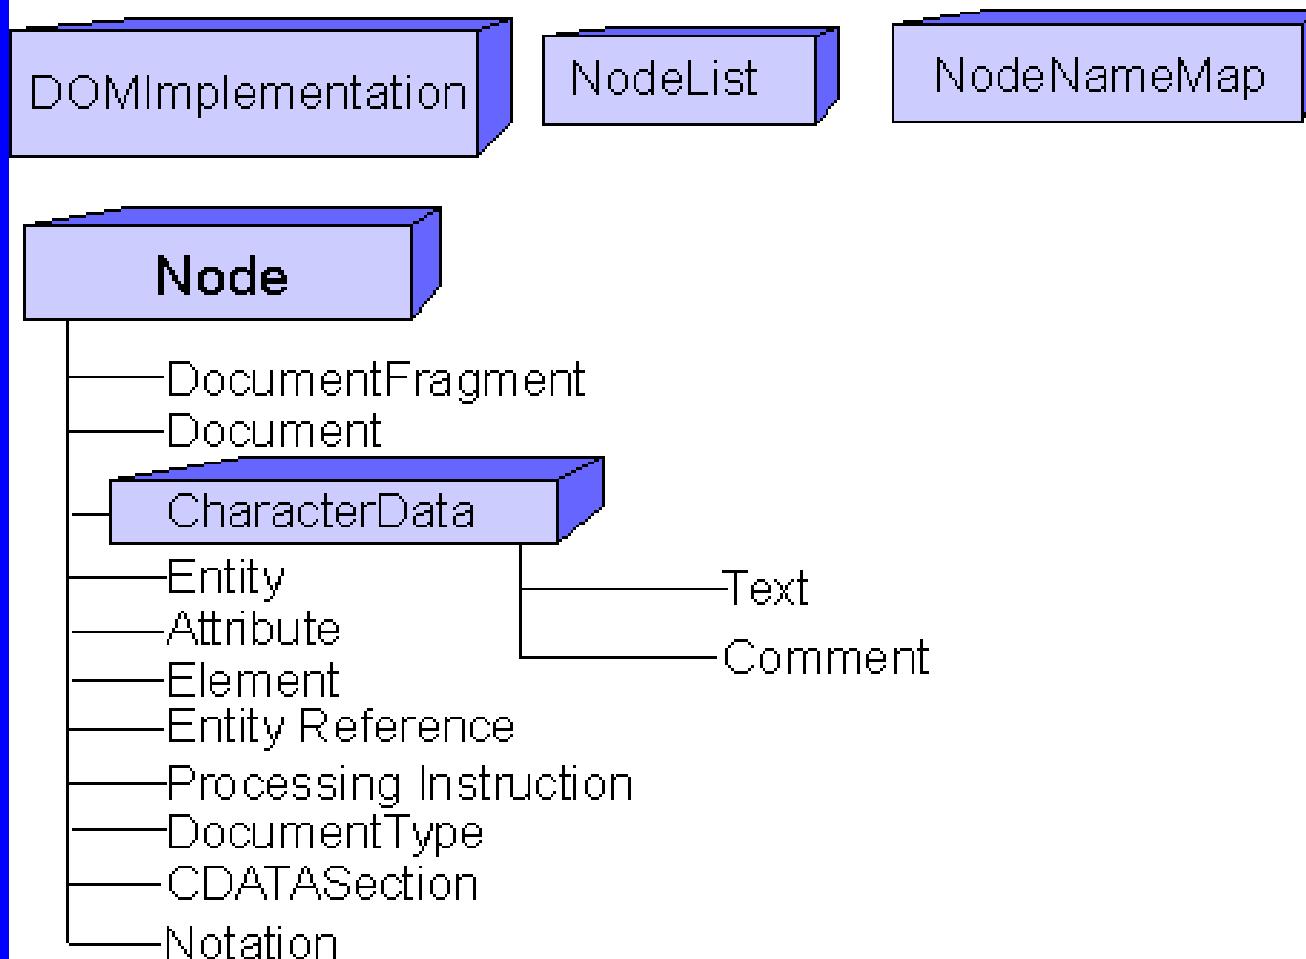 DOMImplementation
NodeList
NodeNameMap
Node
DocumentFragment
Document
CharacterData
Entity
Text
Attribute
Comment
Element
Entity Reference
Processing Instruction
DocumentType
CDATASection
Notation